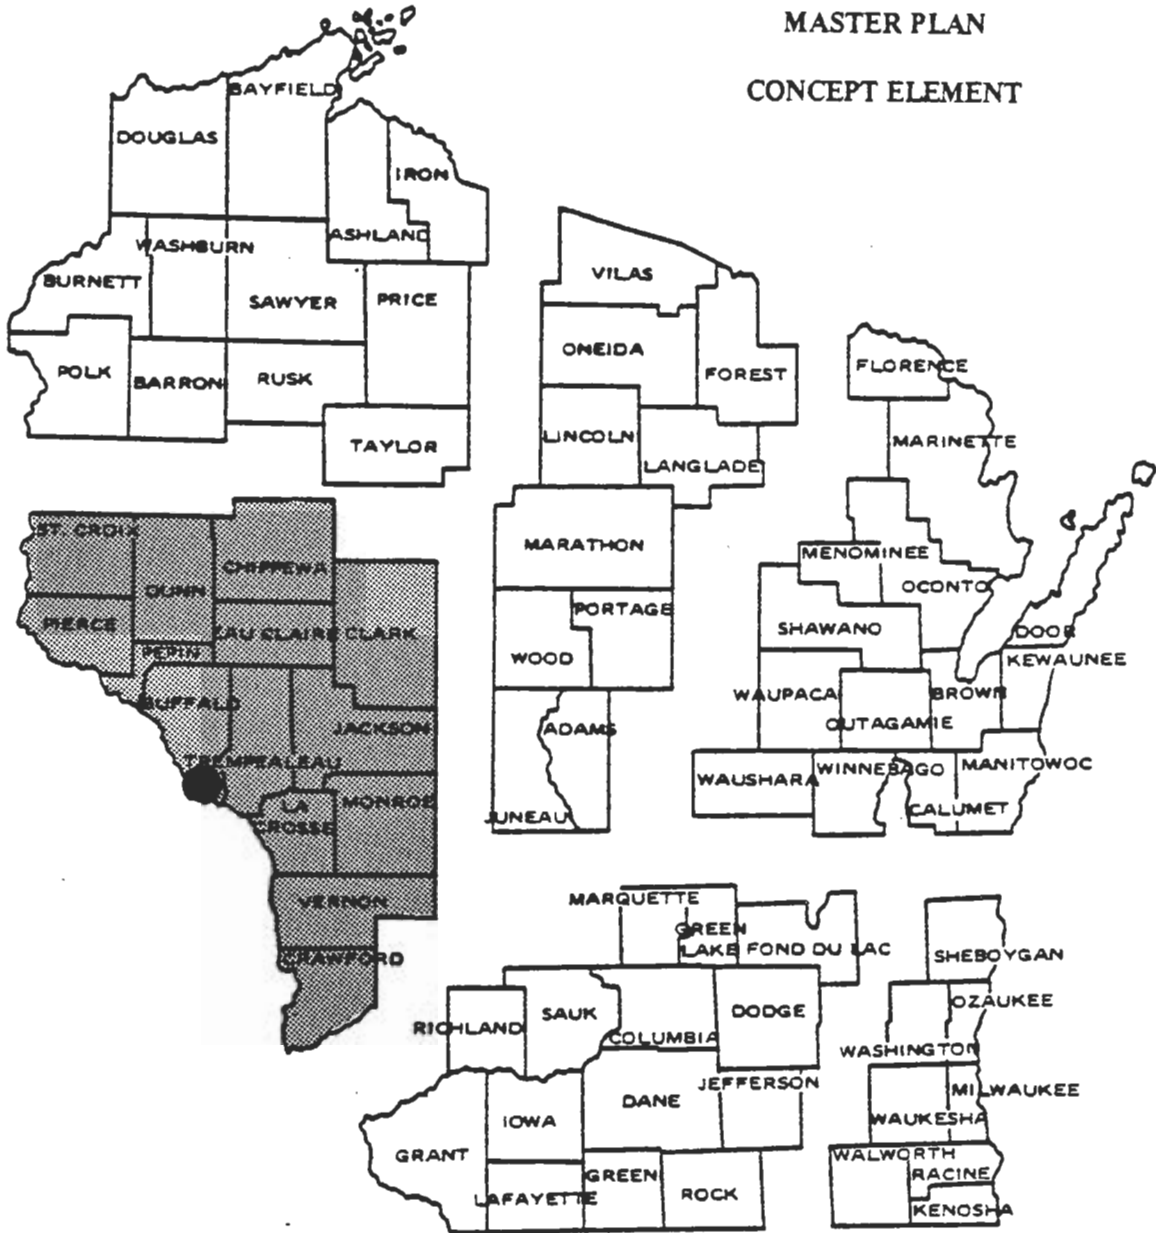 MASTER PLAN
CONCEPT ELEMENT
BAYFIELD
DOUGLAS
IRON
ASHLAND
WASHBURN
BURNETT
SAWYER
PRICE
POLK
BARRON
RUSK
TAYLOR
VILAS
ONEIDA
FOREST
LINCOLN
LANGLADE
MARATHON
PORTAGE
WOOD
ADAMS
JUNEAU
FLORENCE
MARINETTE
MENOMINEE
OCONTO
SHAWANO
DOOR
KEWAUNEE
WAUPACA
BROWN
OUTAGAMIE
WAUSHARA
WINNEBAGO
MANITOWOC
CALUMET
ST. CROIX
CHIPPEWA
DUNN
PIERCE
EAU CLAIRE
CLARK
PEPIN
BUFFALO
JACKSON
TREMPEALEAU
LA
CROSSE
MONROE
VERNON
CRAWFORD
MARQUETTE
GREEN
LAKE
FOND DU LAC
SHEBOYGAN
RICHLAND
SAUK
COLUMBIA
DODGE
OZAUKEE
WASHINGTON
JEFFERSON
DANE
IOWA
MILWAUKEE
WAUKESHA
GRANT
WALWORTH
RACINE
LAFAYETTE
GREEN
ROCK
KENOSHA